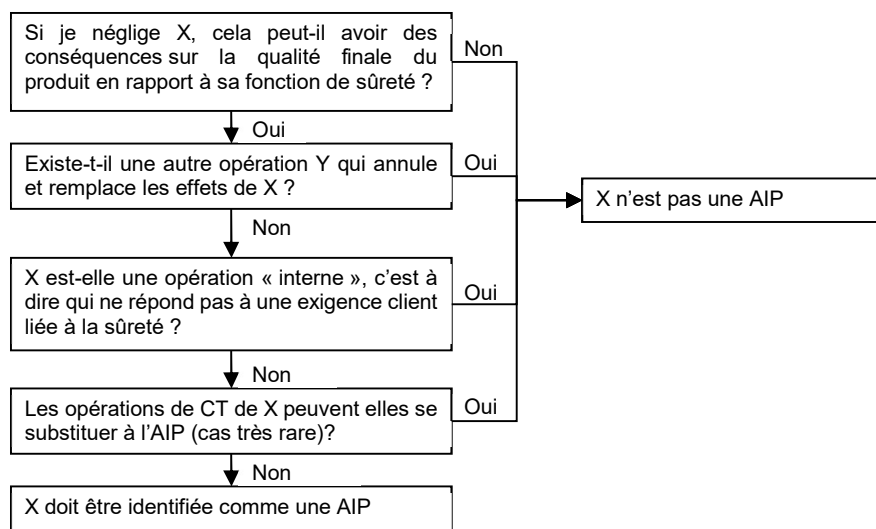 Si je néglige X, cela peut-il avoir des
conséquences sur la qualité finale du
produit en rapport à sa fonction de sûreté ?
Non
Oui
Existe-t-il une autre opération Y qui annule
et remplace les effets de X ?
Oui
X n’est pas une AIP
Non
X est-elle une opération « interne », c’est à
dire qui ne répond pas à une exigence client
liée à la sûreté ?
Oui
Non
Les opérations de CT de X peuvent elles se
substituer à l’AIP (cas très rare)?
Oui
Non
X doit être identifiée comme une AIP